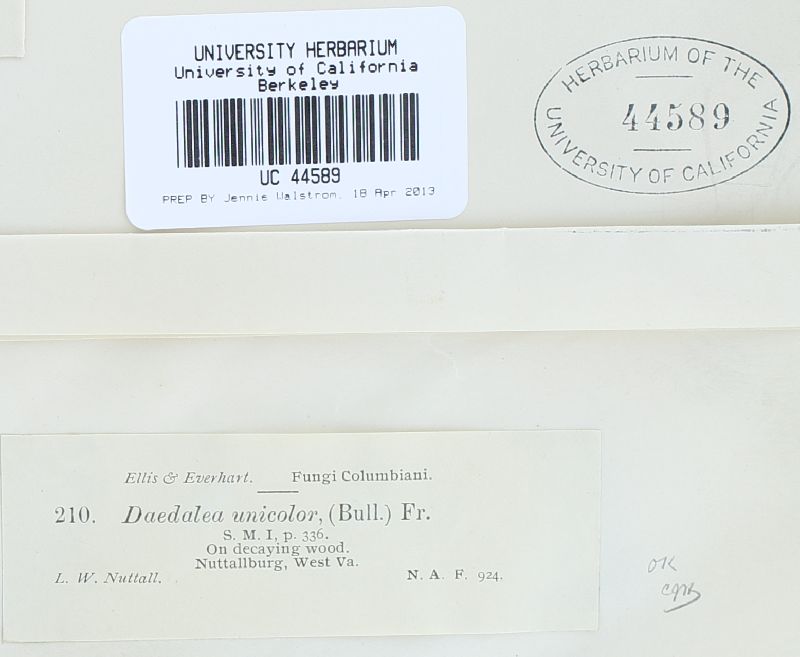 UNIVERSITY HERBARIUM
University of California
Berkeley
UC 44589
PREP BY Jennie Walstrom, 18 Apr 2013
HERBARIUM OF THE
44589
UNIVERSITY OF CALIFORNIA
Ellis & Everhart. Fungi Columbiani.
210. Daedalea unicolor, (Bull.) Fr.
S. M. I, p. 336.
On decaying wood.
Nuttallburg, West Va.
L. W. Nuttall. N. A. F. 924.
OK